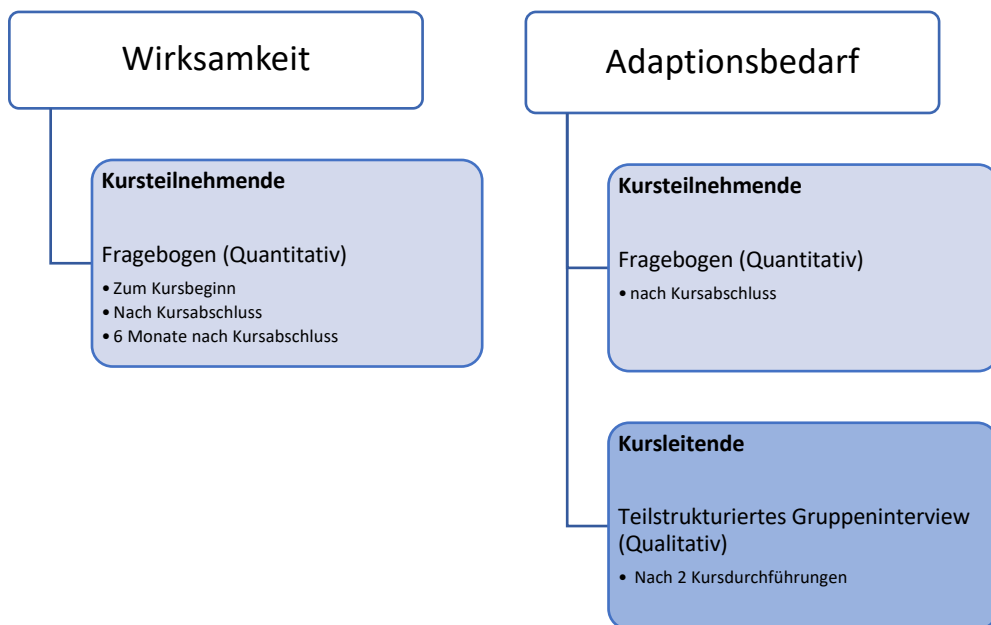 Wirksamkeit
Kursteilnehmende
Fragebogen (Quantitativ)
• Zum Kursbeginn
• Nach Kursabschluss
• 6 Monate nach Kursabschluss
Adaptionsbedarf
Kursteilnehmende
Fragebogen (Quantitativ)
• nach Kursabschluss
Kursleitende
Teilstrukturiertes Gruppeninterview
(Qualitativ)
• Nach 2 Kursdurchführungen